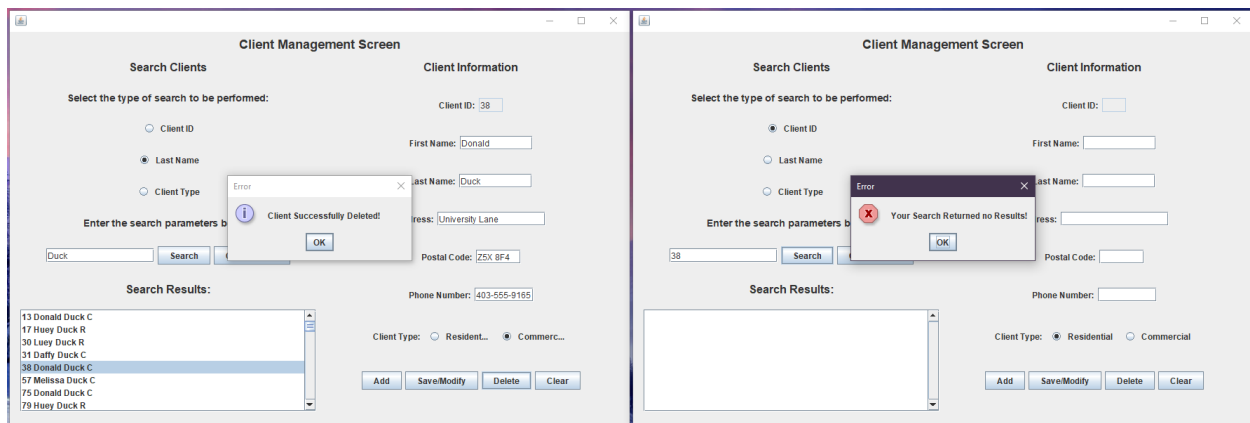 Client Management Screen
Search Clients
Client Information
Select the type of search to be performed:
Client ID: 38
Client ID
First Name: Donald
Last Name
Last Name: Duck
Client Type
Error
Client Successfully Deleted!
OK
Enter the search parameters b
ress: University Lane
Duck
Search
Postal Code: Z5X 8F4
Search Results:
Phone Number: 403-555-9165
13 Donald Duck C
17 Huey Duck R
30 Luey Duck R
31 Daffy Duck C
38 Donald Duck C
57 Melissa Duck C
75 Donald Duck C
79 Huey Duck R
Client Type: Resident... Commerc...
Add Save/Modify Delete Clear
Client Management Screen
Search Clients
Client Information
Select the type of search to be performed:
Client ID:
Client ID
First Name:
Last Name
Last Name:
Client Type
Error
Your Search Returned no Results!
OK
Enter the search parameters b
ress:
38
Search
Postal Code:
Search Results:
Phone Number:
Client Type: Residential Commercial
Add Save/Modify Delete Clear